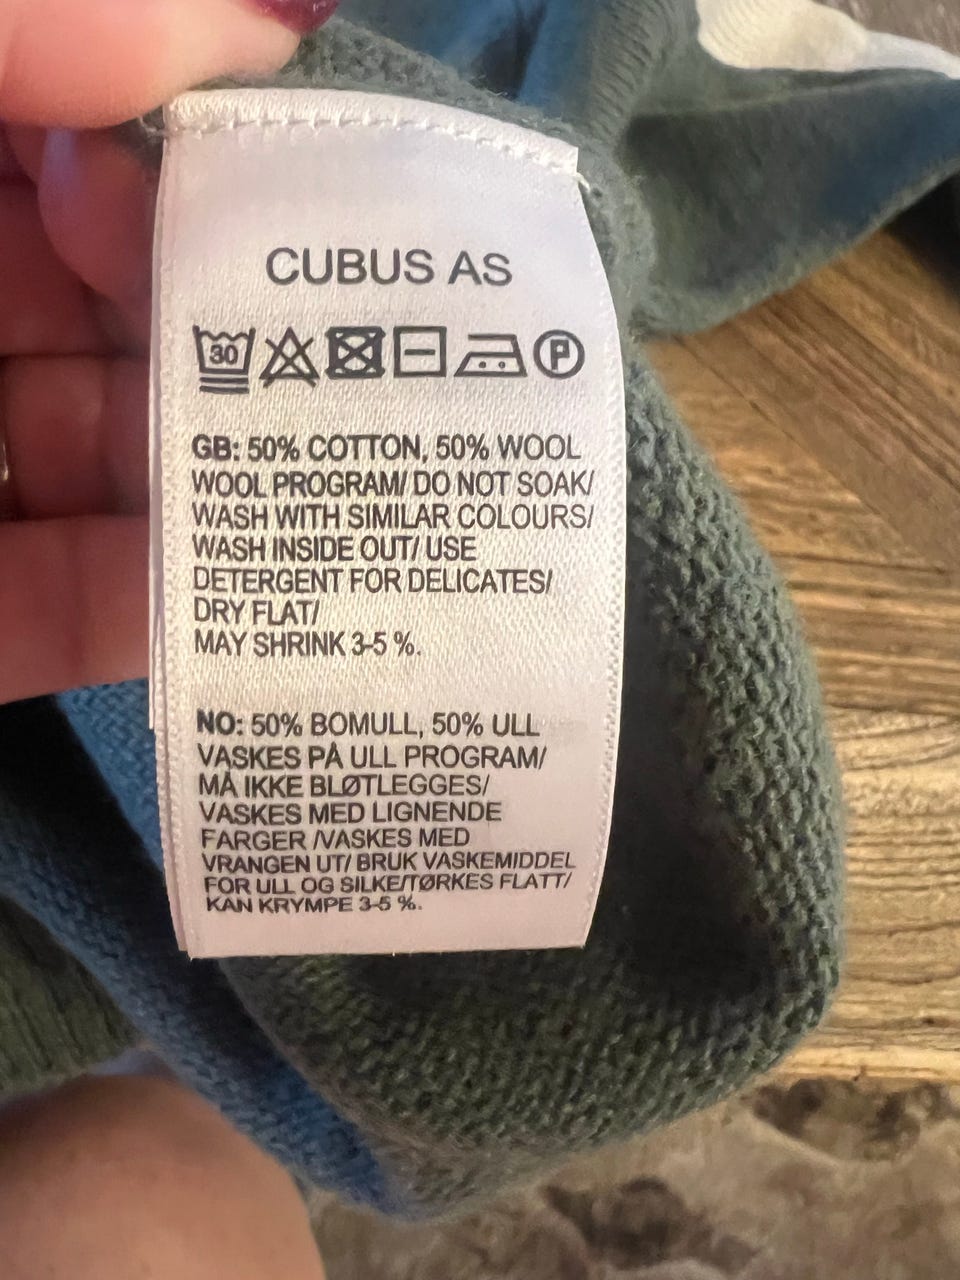 CUBUS AS
30 P
GB: 50% COTTON, 50% WOOL
WOOL PROGRAM/ DO NOT SOAK/
WASH WITH SIMILAR COLOURS/
WASH INSIDE OUT/ USE
DETERGENT FOR DELICATES/
DRY FLAT/
MAY SHRINK 3-5 %.
NO: 50% BOMULL, 50% ULL
VASKES PÅ ULL PROGRAM/
MÅ IKKE BLØTLEGGES/
VASKES MED LIGNENDE
FARGER /VASKES MED
VRANGEN UT/ BRUK VASKEMIDDEL
FOR ULL OG SILKE/TØRKES FLATT/
KAN KRYMPE 3-5 %.